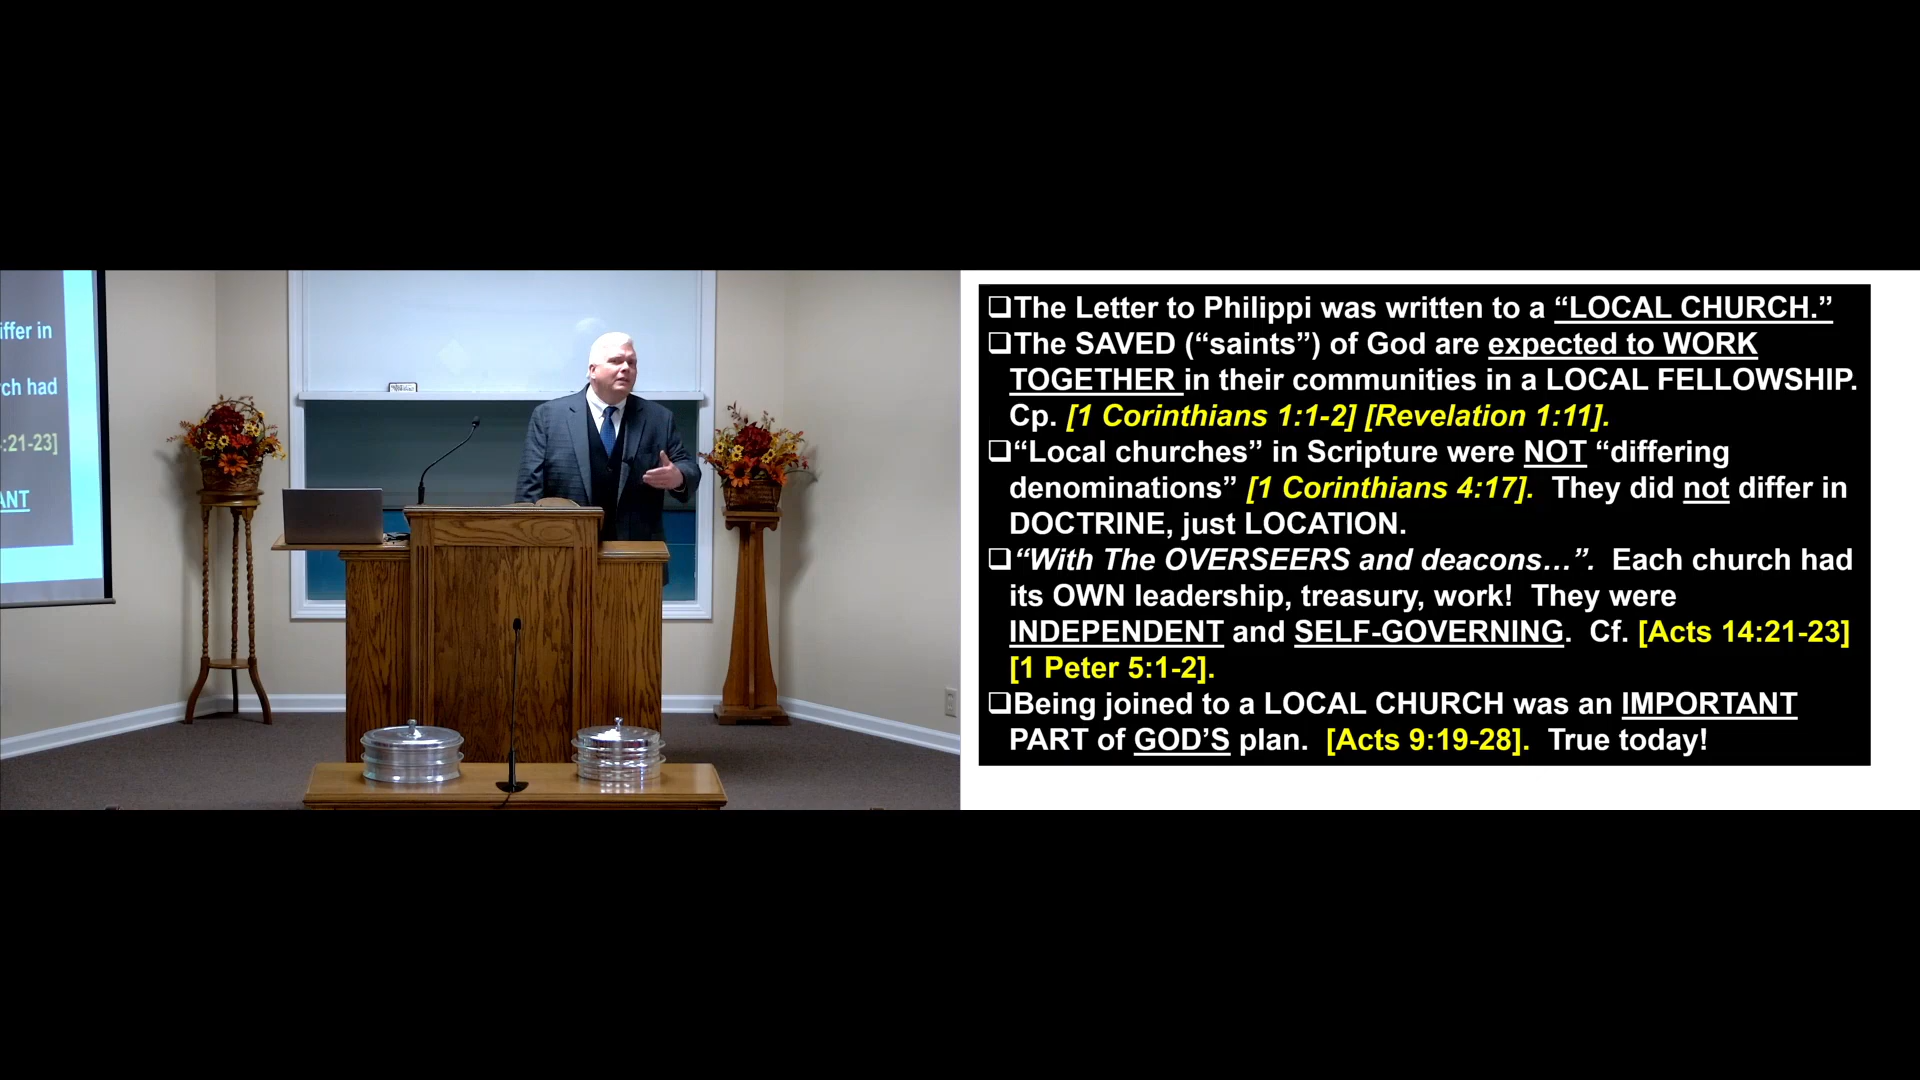 iffer in
rch had
:21-23]
ANT
❑The Letter to Philippi was written to a “LOCAL CHURCH.”
❑The SAVED (“saints”) of God are expected to WORK
TOGETHER in their communities in a LOCAL FELLOWSHIP.
Cp. [1 Corinthians 1:1-2] [Revelation 1:11].
❑“Local churches” in Scripture were NOT “differing
denominations” [1 Corinthians 4:17].  They did not differ in
DOCTRINE, just LOCATION.
❑“With The OVERSEERS and deacons…”.  Each church had
its OWN leadership, treasury, work!  They were
INDEPENDENT and SELF-GOVERNING.  Cf. [Acts 14:21-23]
[1 Peter 5:1-2].
❑Being joined to a LOCAL CHURCH was an IMPORTANT
PART of GOD’S plan.  [Acts 9:19-28].  True today!